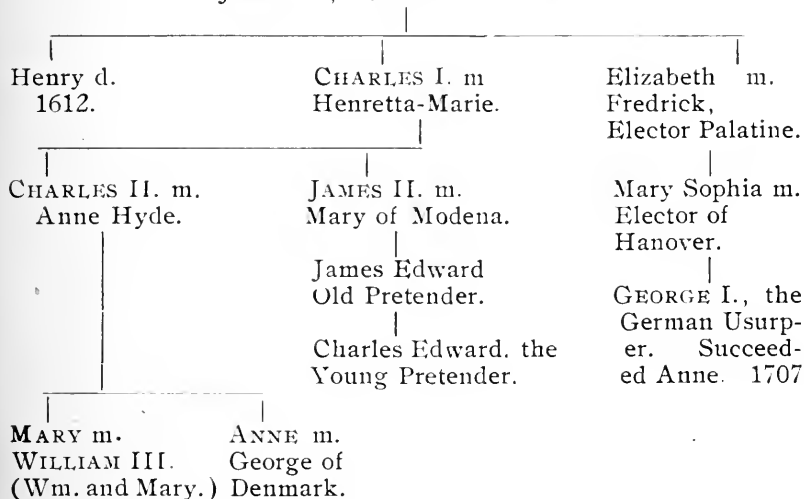 Henry d.
1612.
CHARLES I. m
Henretta-Marie.
Elizabeth m.
Fredrick,
Elector Palatine.
CHARLES II. m.
Anne Hyde.
JAMES II. m.
Mary of Modena.
James Edward
Old Pretender.
Charles Edward, the
Young Pretender.
Mary Sophia m.
Elector of
Hanover.
GEORGE I., the
German Usurp-
er. Succeed-
ed Anne. 1707
MARY m.
WILLIAM III.
(Wm. and Mary.)
ANNE m.
George of
Denmark.